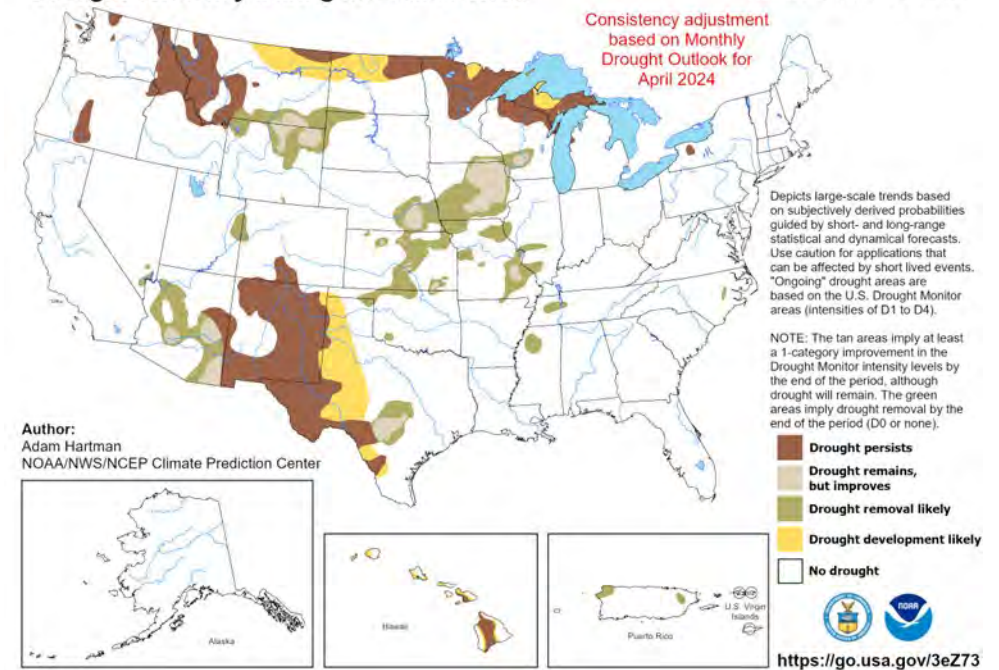 Consistency adjustment
based on Monthly
Drought Outlook for
April 2024
Depicts large-scale trends based
on subjectively derived probabilities
guided by short- and long-range
statistical and dynamical forecasts.
Use caution for applications that
can be affected by short lived events.
"Ongoing" drought areas are
based on the U.S. Drought Monitor
areas (intensities of D1 to D4).
NOTE: The tan areas imply at least
a 1-category improvement in the
Drought Monitor intensity levels by
the end of the period, although
drought will remain. The green
areas imply drought removal by the
end of the period (D0 or none).
Author:
Adam Hartman
NOAA/NWS/NCEP Climate Prediction Center
Drought persists
Drought remains,
but improves
Drought removal likely
Drought development likely
No drought
Alaska
Hawaii
Puerto Rico
U.S. Virgin
Islands
NOAA
https://go.usa.gov/3eZ73